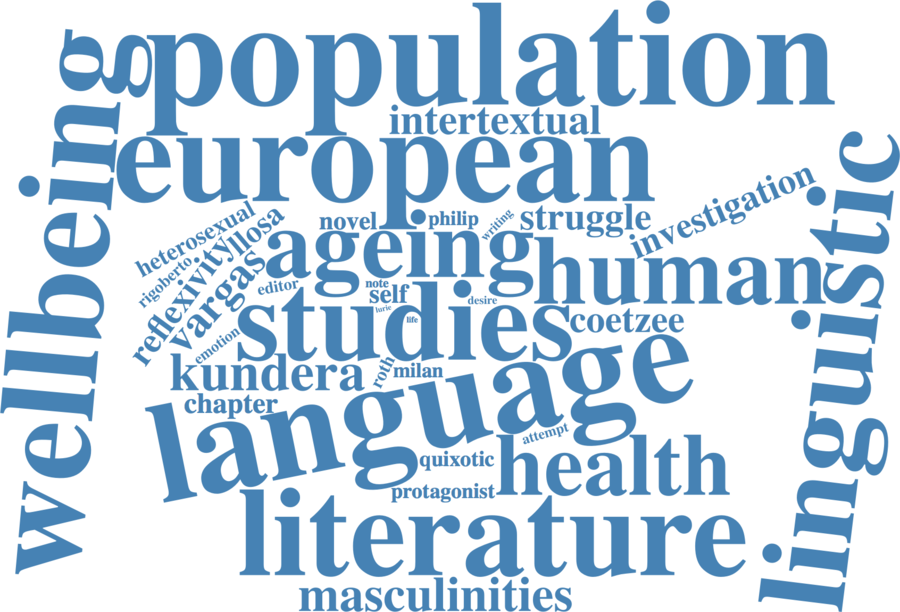 population
wellbeing
intertextual
european
linguistic
investigation
heterosexual
llosa
novel
philip
writing
struggle
reflexivity
rigoberto
vargas
ageing
human
editor
note
self
desire
lurie
life
studies
coetzee
emotion
kundera
roth
milan
chapter
language
attempt
quixotic
health
protagonist
literature
masculinities